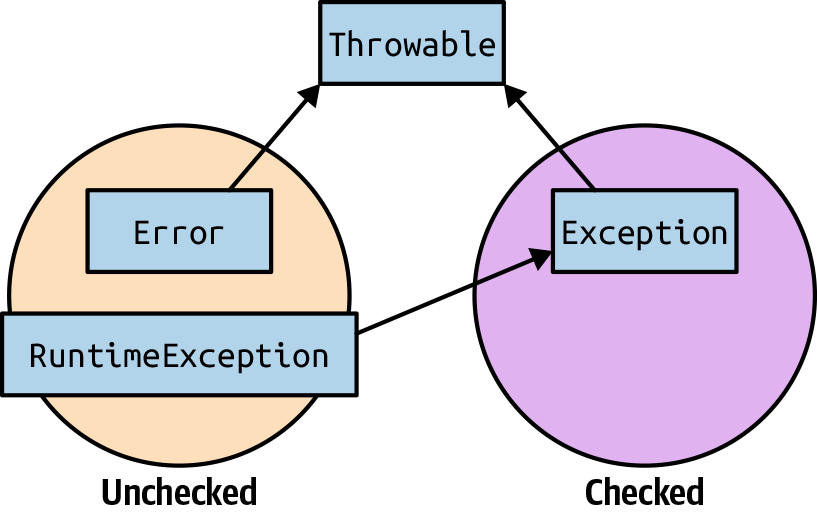 Throwable
Error
Exception
RuntimeException
Unchecked
Checked